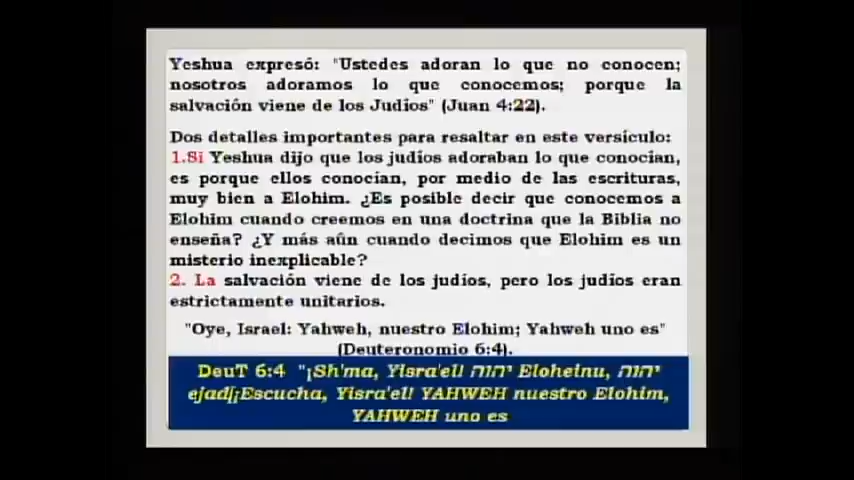 Yeshua expresó: "Ustedes adoran lo que no conocen;
nosotros adoramos lo que conocemos; porque la
salvación viene de los Judíos" (Juan 4:22).
Dos detalles importantes para resaltar en este versículo:
1.Si Yeshua dijo que los judíos adoraban lo que conocían,
es porque ellos conocían, por medio de las escrituras,
muy bien a Elohim. ¿Es posible decir que conocemos a
Elohim cuando creemos en una doctrina que la Biblia no
enseña? ¿Y más aún cuando decimos que Elohim es un
misterio inexplicable?
2. La salvación viene de los judíos, pero los judíos eran
estrictamente unitarios.
"Oye, Israel: Yahweh, nuestro Elohim; Yahweh uno es"
(Deuteronomio 6:4).
DeuT 6:4 "¡Sh'ma, Yisra'el! יהוה Eloheinu, יהוה
ejad[¡Escucha, Yisra'el! YAHWEH nuestro Elohim,
YAHWEH uno es